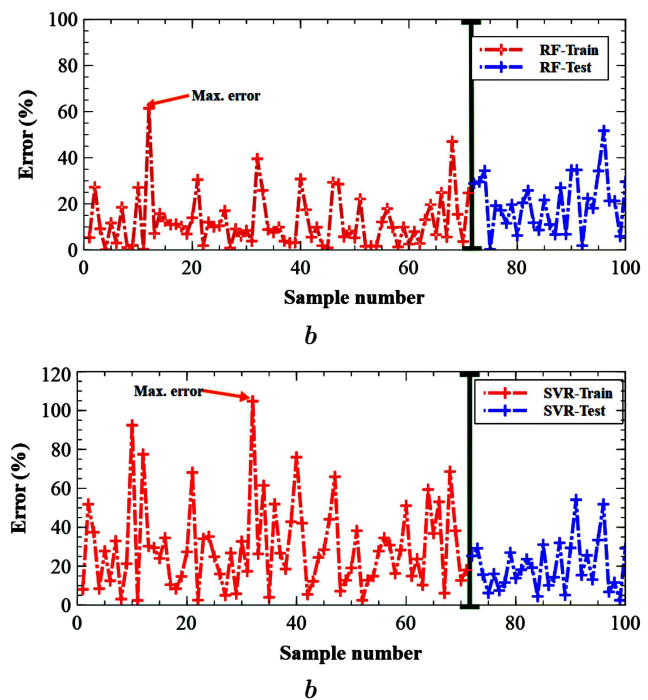 100
80
60
40
20
0
Error (%)
Max. error
RF-Train
RF-Test
0 20 40 60 80 100
Sample number
b
120
100
80
60
40
20
0
Error (%)
Max. error
SVR-Train
SVR-Test
0 20 40 60 80 100
Sample number
b